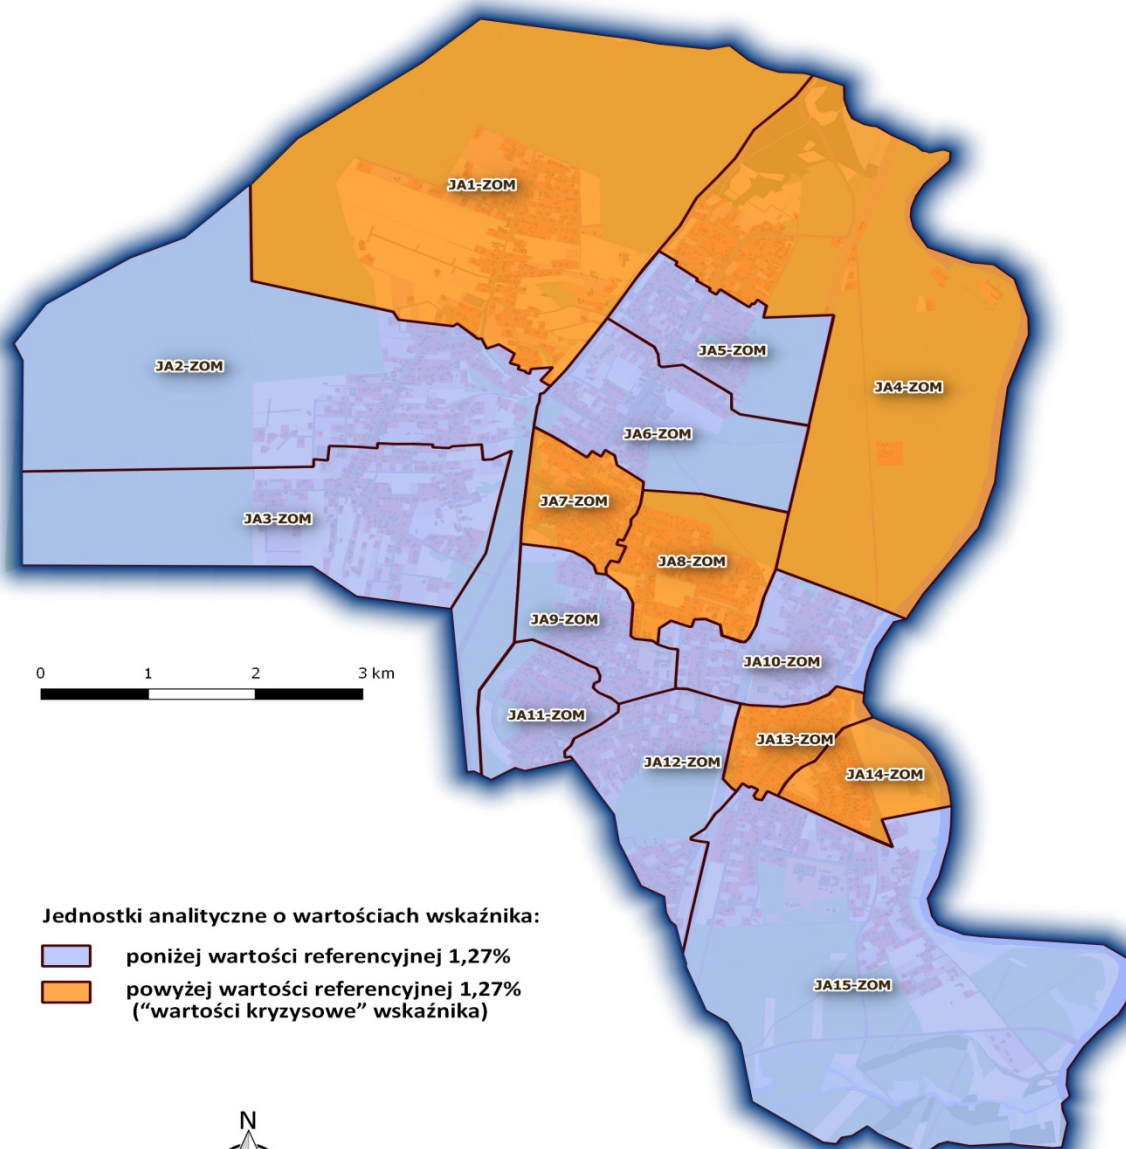 JA1-ZOM
JA5-ZOM
JA2-ZOM
JA4-ZOM
JA6-ZOM
JA7-ZOM
JA3-ZOM
JA8-ZOM
JA9-ZOM
JA10-ZOM
0 1 2 3 km
JA11-ZOM
JA13-ZOM
JA12-ZOM
JA14-ZOM
Jednostki analityczne o wartościach wskaźnika:
poniżej wartości referencyjnej 1,27%
powyżej wartości referencyjnej 1,27%
(“wartości kryzysowe” wskaźnika)
JA15-ZOM
N